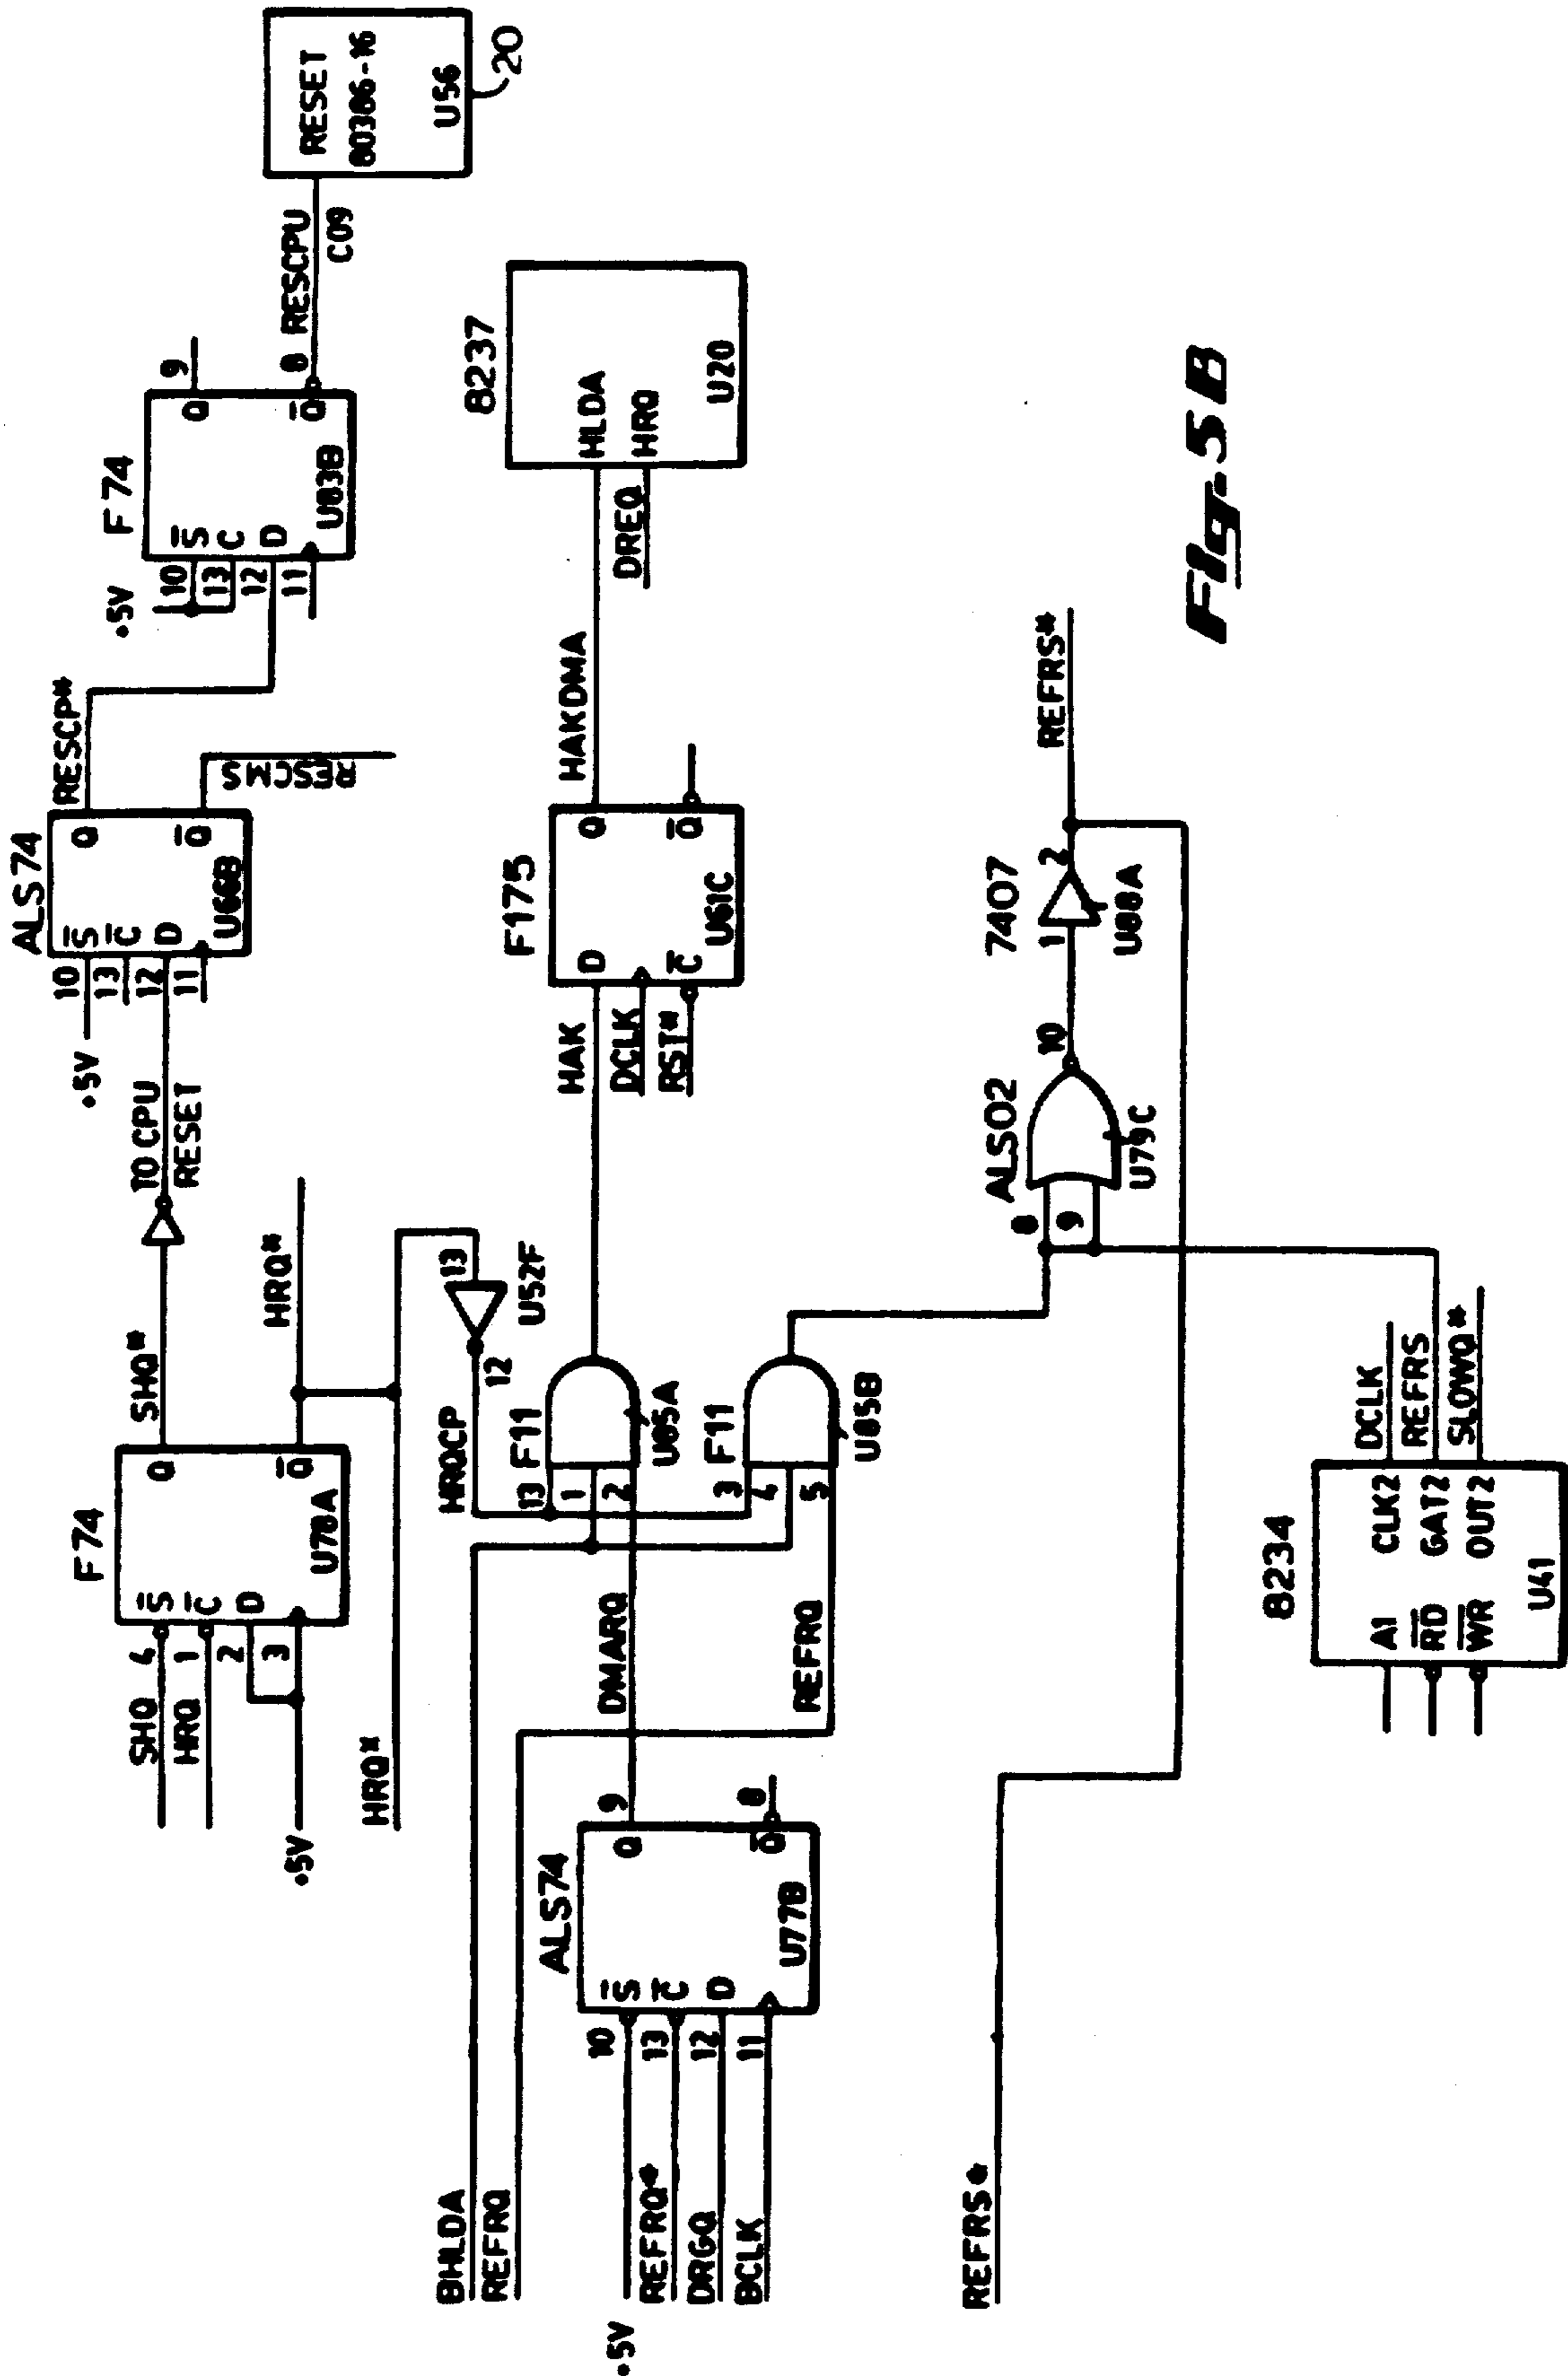 F74
SHQ 4
HRQ 1
2
3
+5V
S̅
C̅
D
Q
Q̅
U78A
SHQ*
HRQ*
TO CPU
RESET
ALS74
+5V
10
13
12
11
S̅
C̅
D
Q
Q̅
U66B
RESCP*
RESCMS
F74
+5V
10
13
12
11
S̅
C
D
Q
Q̅
U83B
9
8 RESCPU
C09
RESET
80386-16
U56
20
HRQ*
13
U52F
12
HRQCP
BHLDA
REFRQ
ALS74
+5V
REFRQ*
DRGQ
BCLK
10
13
12
11
S̅
C̅
D
Q
Q̅
U77B
9
8
DMARQ
REFRQ
F11
13
1
2
U85A
F11
3
4
5
U85B
HAK
DCLK
RST*
F175
D
C̅
Q
Q̅
U61C
HAKDMA
DREQ
8237
HLDA
HRQ
U20
ALS02
8
9
10
U79C
7407
1
2
U88A
REFRS*
REFRS*
8234
A1
R̅D̅
W̅R̅
CLK2
GAT2
OUT2
U41
DCLK
REFRS
SLOWQ*
Fig-5B